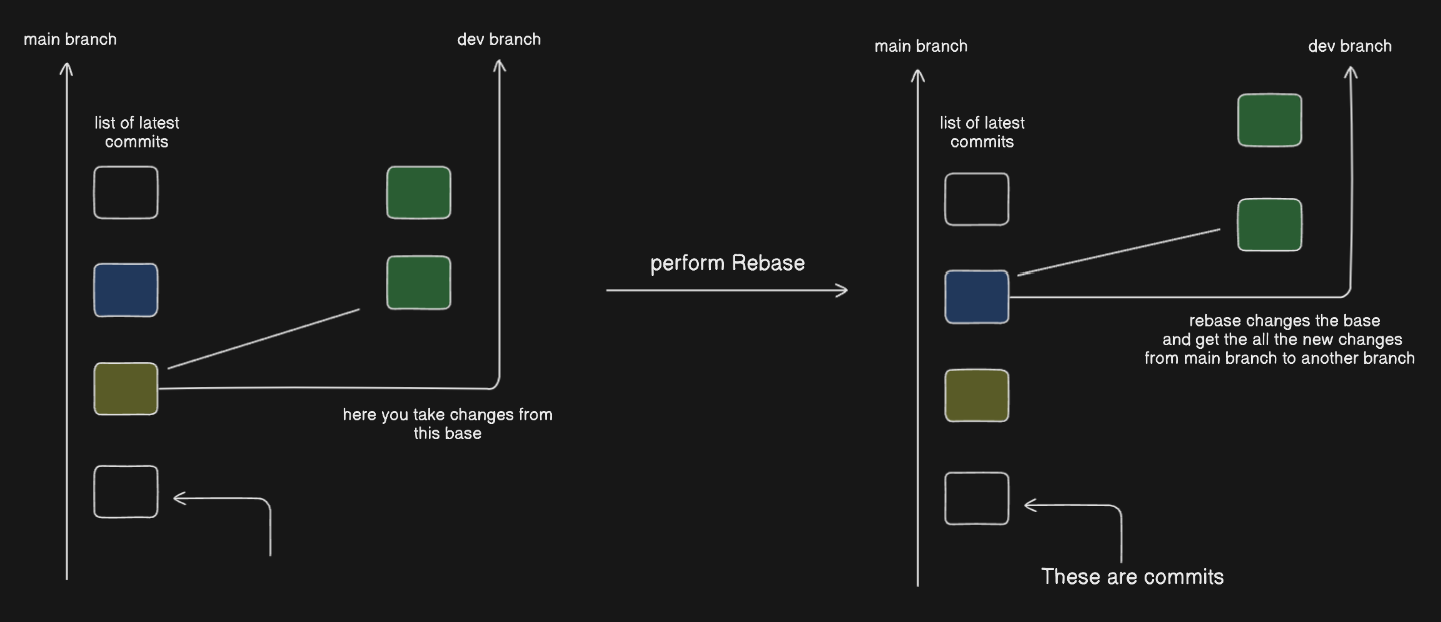 main branch
dev branch
list of latest
commits
here you take changes from
this base
perform Rebase
main branch
dev branch
list of latest
commits
rebase changes the base
and get the all the new changes
from main branch to another branch
These are commits